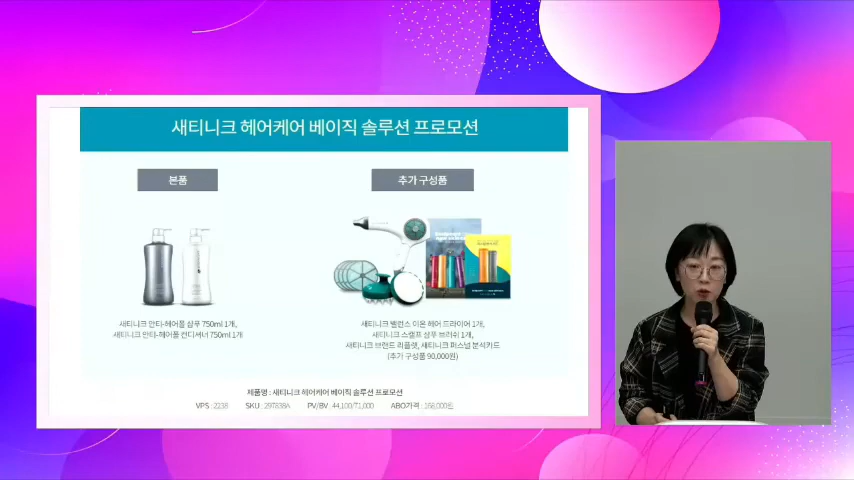 새티니크 헤어케어 베이직 솔루션 프로모션
본품
추가 구성품
새티니크 안티-헤어폴 샴푸 750ml 1개,
새티니크 안티-헤어폴 컨디셔너 750ml 1개
새티니크 밸런스 이온 헤어 드라이어 1개,
새티니크 스캘프 샴푸 브러쉬 1개,
새티니크 브랜드 리플렛, 새티니크 퍼스널 분석카드
(추가 구성품 90,000원)
제품명 : 새티니크 헤어케어 베이직 솔루션 프로모션
VPS : 2238 SKU : 297838A PV/BV : 44,100/71,000 ABO가격 : 168,000원